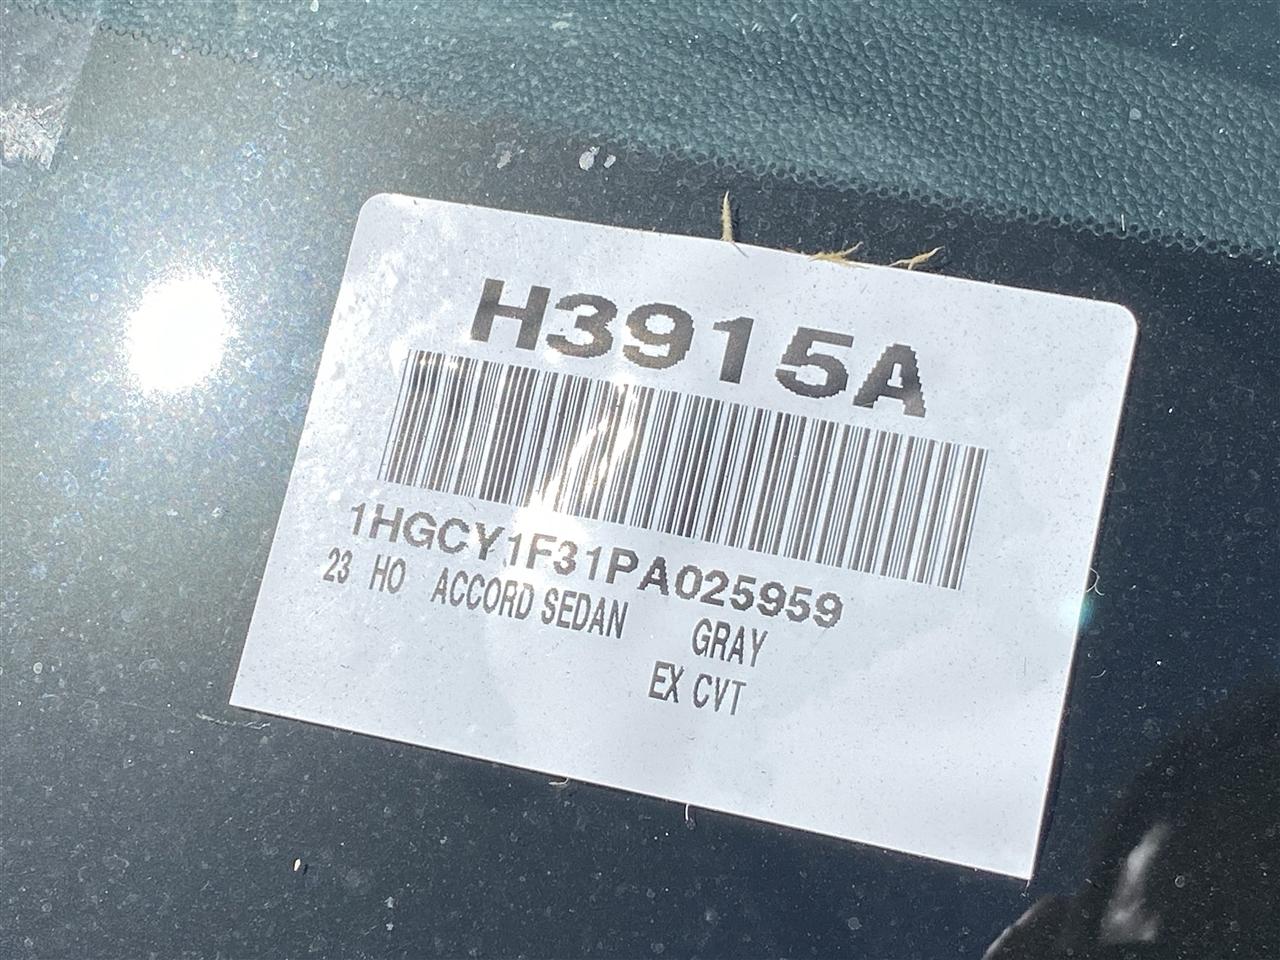 H3915A
1HGCY1F31PA025959
23 HO ACCORD SEDAN GRAY
EX CVT